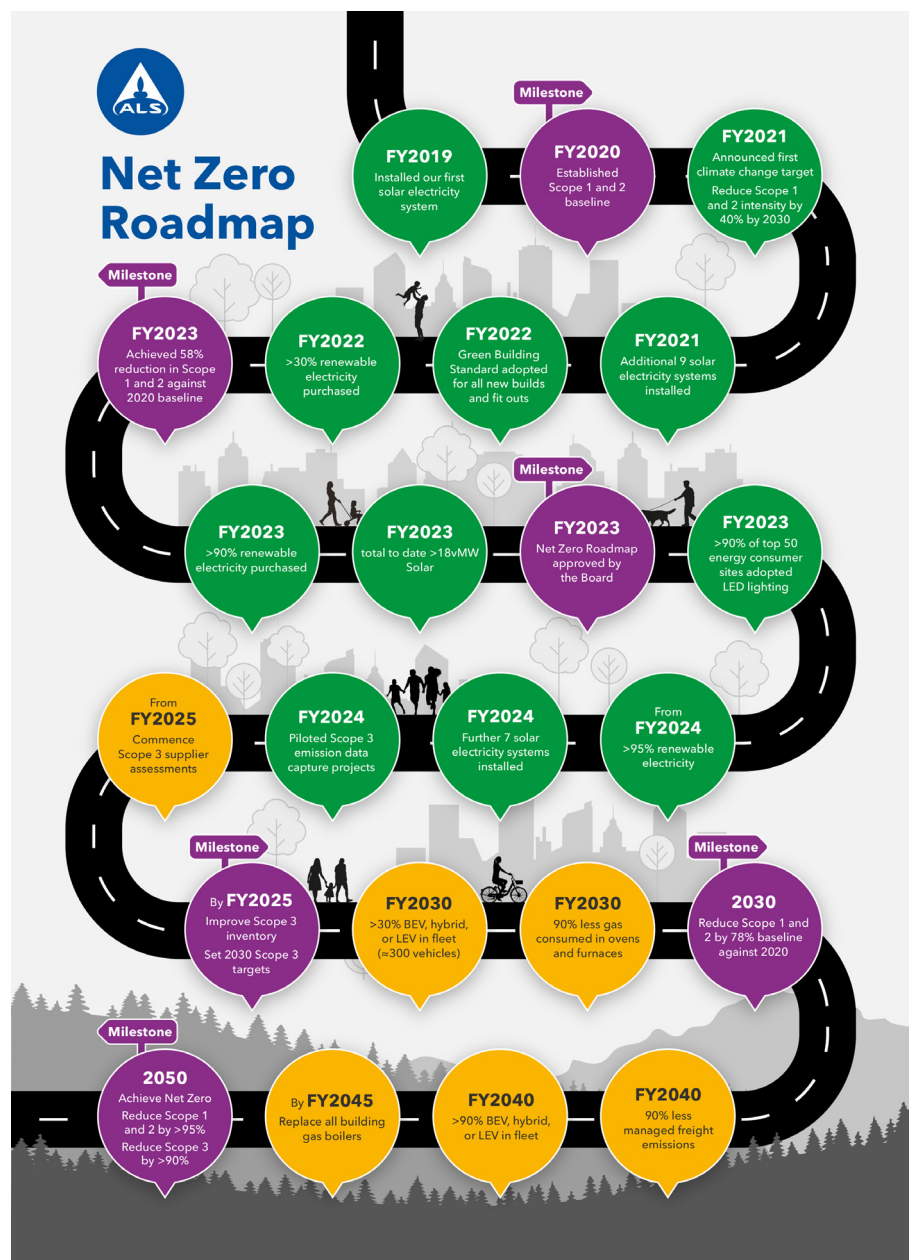 ALS
Net Zero
Roadmap
FY2019
Installed our first
solar electricity
system
Milestone
FY2020
Established
Scope 1 and 2
baseline
FY2021
Announced first
climate change target
Reduce Scope 1
and 2 intensity by
40% by 2030
Milestone
FY2023
Achieved 58%
reduction in Scope
1 and 2 against
2020 baseline
FY2022
>30% renewable
electricity
purchased
FY2022
Green Building
Standard adopted
for all new builds
and fit outs
FY2021
Additional 9 solar
electricity systems
installed
FY2023
>90% renewable
electricity purchased
FY2023
total to date >18vMW
Solar
Milestone
FY2023
Net Zero Roadmap
approved by
the Board
FY2023
>90% of top 50
energy consumer
sites adopted
LED lighting
From
FY2025
Commence
Scope 3 supplier
assessments
FY2024
Piloted Scope 3
emission data
capture projects
FY2024
Further 7 solar
electricity systems
installed
From
FY2024
>95% renewable
electricity
Milestone
By FY2025
Improve Scope 3
inventory
Set 2030 Scope 3
targets
FY2030
>30% BEV, hybrid,
or LEV in fleet
(≈300 vehicles)
FY2030
90% less gas
consumed in ovens
and furnaces
Milestone
2030
Reduce Scope 1 and
2 by 78% baseline
against 2020
Milestone
2050
Achieve Net Zero
Reduce Scope 1
and 2 by >95%
Reduce Scope 3
by >90%
By FY2045
Replace all building
gas boilers
FY2040
>90% BEV, hybrid,
or LEV in fleet
FY2040
90% less
managed freight
emissions